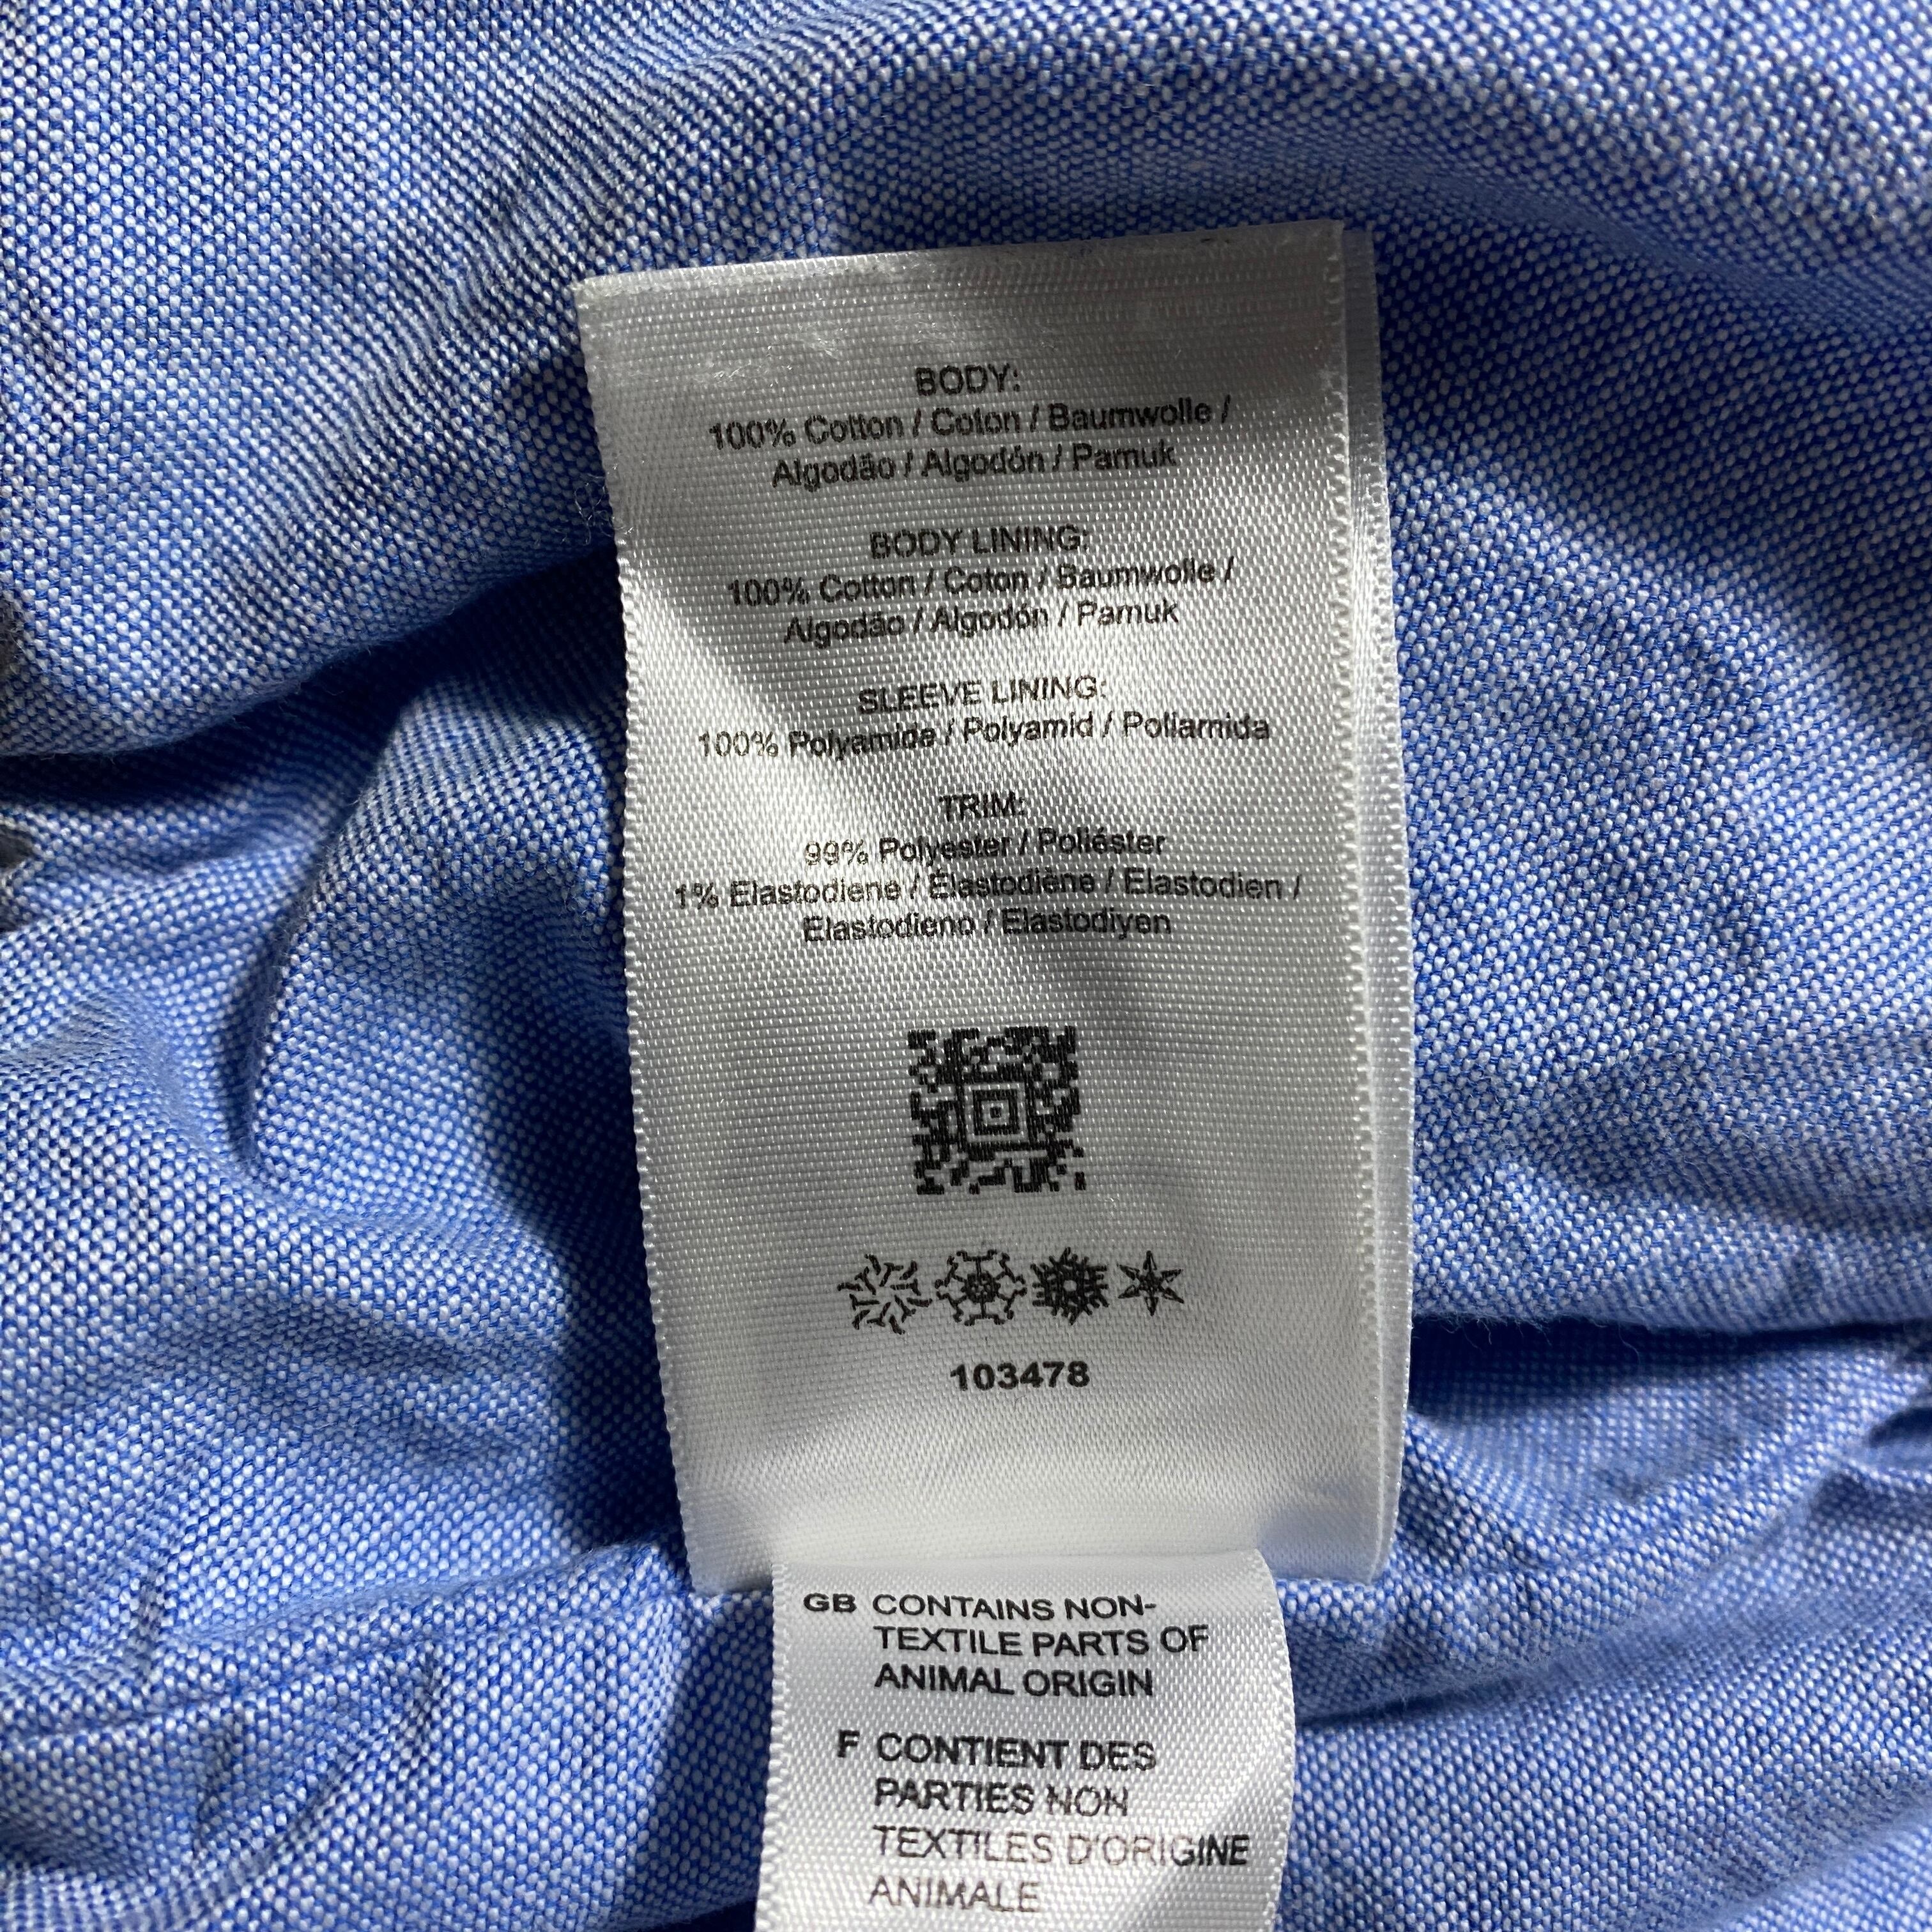 BODY:
100% Cotton / Coton / Baumwolle /
Algodão / Algodón / Pamuk
BODY LINING:
100% Cotton / Coton / Baumwolle /
Algodão / Algodón / Pamuk
SLEEVE LINING:
100% Polyamide / Polyamid / Poliamida
TRIM:
99% Polyester / Poliéster
1% Elastodiene / Élastodiène / Elastodien /
Elastodieno / Elastodiyen
103478
GB CONTAINS NON-
TEXTILE PARTS OF
ANIMAL ORIGIN
F CONTIENT DES
PARTIES NON
TEXTILES D'ORIGINE
ANIMALE